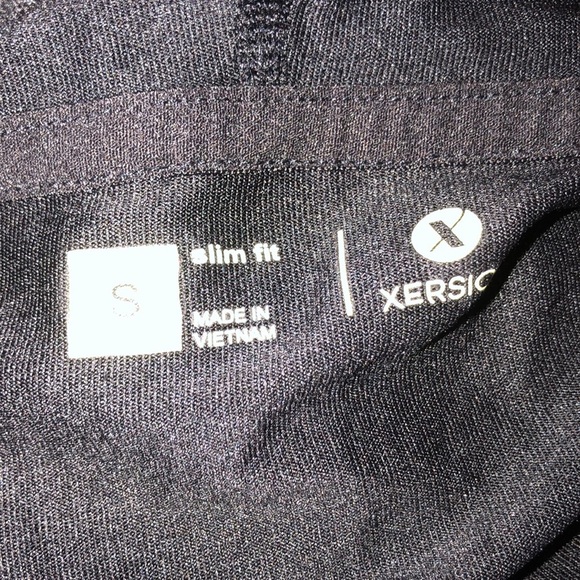 S
slim fit
MADE IN
VIETNAM
X
XERSIO